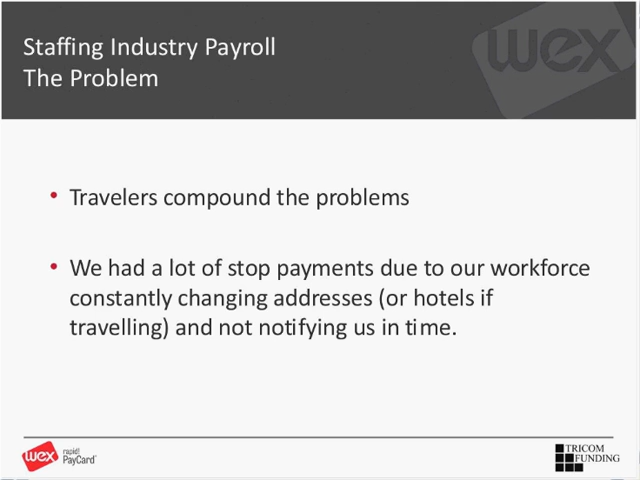 Staffing Industry Payroll
The Problem
wex
• Travelers compound the problems
• We had a lot of stop payments due to our workforce
constantly changing addresses (or hotels if
travelling) and not notifying us in time.
wex rapid! PayCard
TRICOM
FUNDING